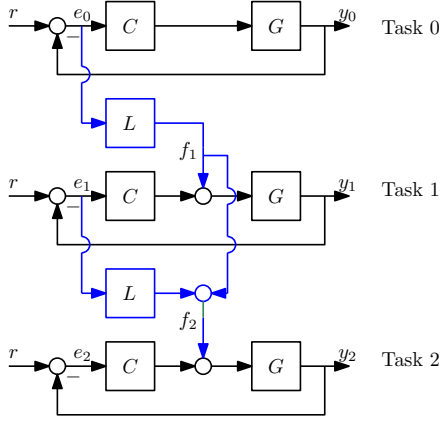 r e₀ C G y₀ Task 0
−
L
f₁
r e₁ C G y₁ Task 1
−
L
f₂
r e₂ C G y₂ Task 2
−